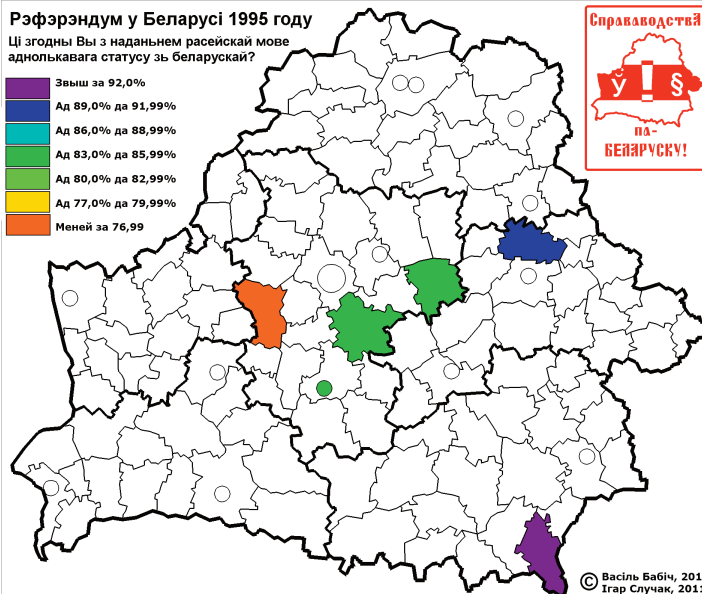 Рэфэрэндум у Беларусі 1995 году
Ці згодны Вы з наданьнем расейскай мове
аднолькавага статусу зь беларускай?
Звыш за 92,0%
Ад 89,0% да 91,99%
Ад 86,0% да 88,99%
Ад 83,0% да 85,99%
Ад 80,0% да 82,99%
Ад 77,0% да 79,99%
Меней за 76,99
Справаводства
Ў ! §
па-
беларуску!
© Васіль Бабіч, 201
Ігар Случак, 2011